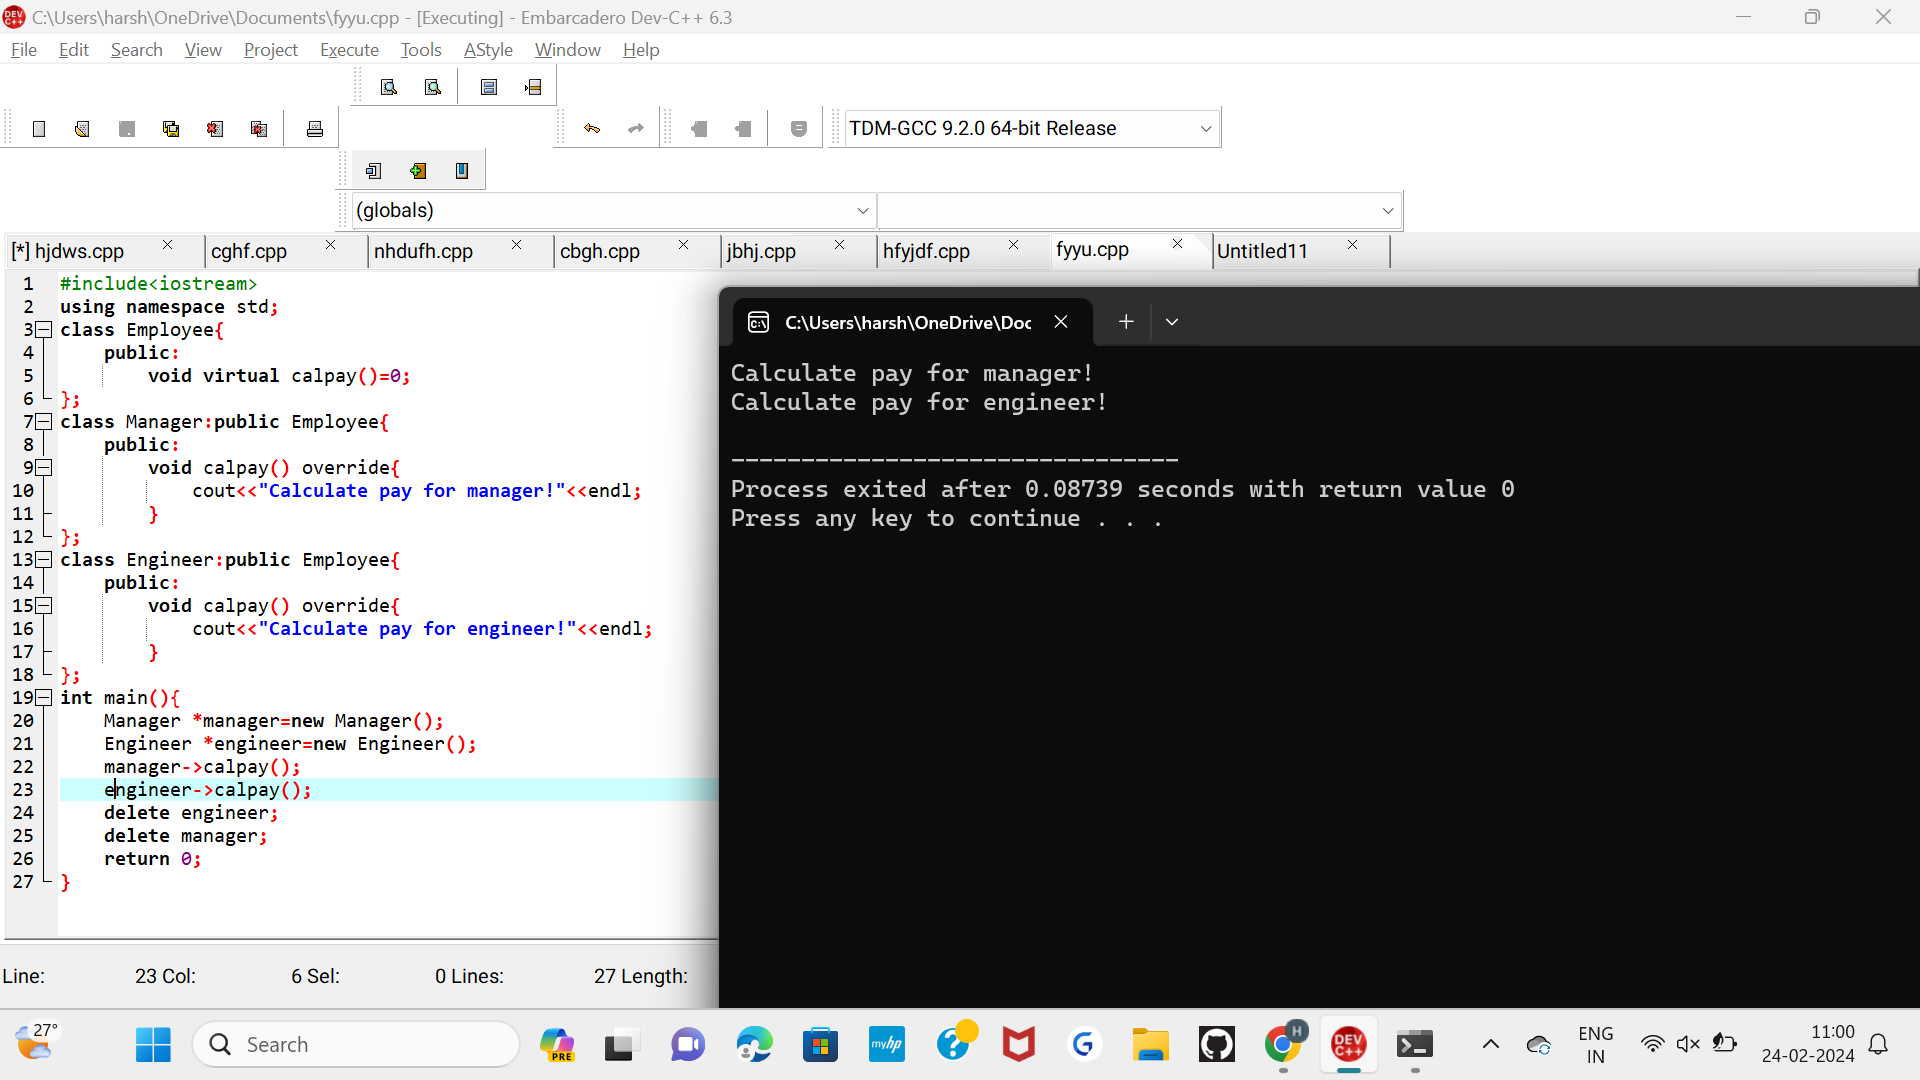 C:\Users\harsh\OneDrive\Documents\fyyu.cpp - [Executing] - Embarcadero Dev-C++ 6.3
File Edit Search View Project Execute Tools AStyle Window Help
TDM-GCC 9.2.0 64-bit Release
(globals)
[*] hjdws.cpp cghf.cpp nhdufh.cpp cbgh.cpp jbhj.cpp hfyjdf.cpp fyyu.cpp Untitled11
1 #include<iostream>
2 using namespace std;
3 class Employee{
4 public:
5 void virtual calpay()=0;
6 };
7 class Manager:public Employee{
8 public:
9 void calpay() override{
10 cout<<"Calculate pay for manager!"<<endl;
11 }
12 };
13 class Engineer:public Employee{
14 public:
15 void calpay() override{
16 cout<<"Calculate pay for engineer!"<<endl;
17 }
18 };
19 int main(){
20 Manager *manager=new Manager();
21 Engineer *engineer=new Engineer();
22 manager->calpay();
23 engineer->calpay();
24 delete engineer;
25 delete manager;
26 return 0;
27 }
C:\Users\harsh\OneDrive\Doc
Calculate pay for manager!
Calculate pay for engineer!
--------------------------------
Process exited after 0.08739 seconds with return value 0
Press any key to continue . . .
Line: 23 Col: 6 Sel: 0 Lines: 27 Length:
27°
Search
PRE
myhp
G
H
DEV C++
ENG
IN
11:00
24-02-2024